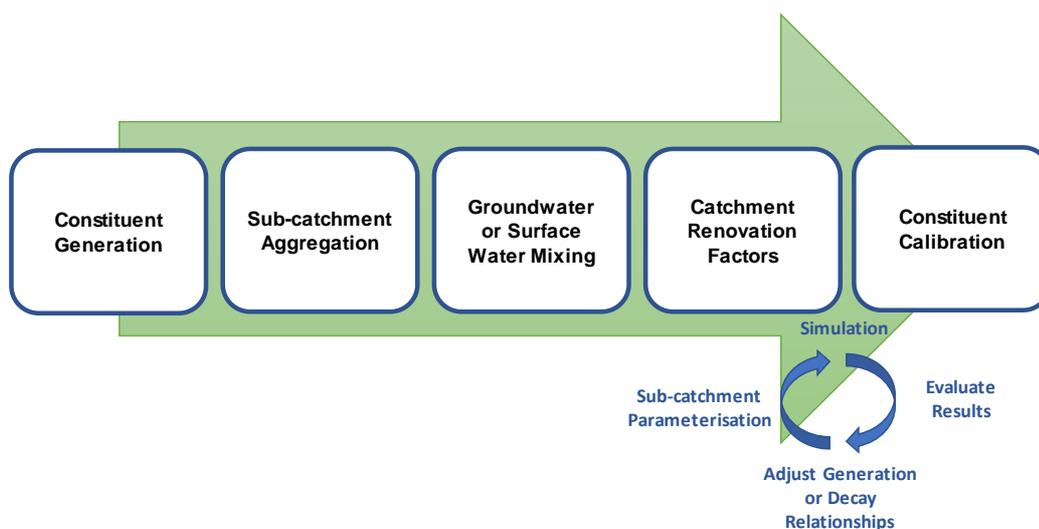 Constituent
Generation
Sub-catchment
Aggregation
Groundwater
or Surface
Water Mixing
Catchment
Renovation
Factors
Constituent
Calibration
Simulation
Evaluate
Results
Sub-catchment
Parameterisation
Adjust Generation
or Decay
Relationships